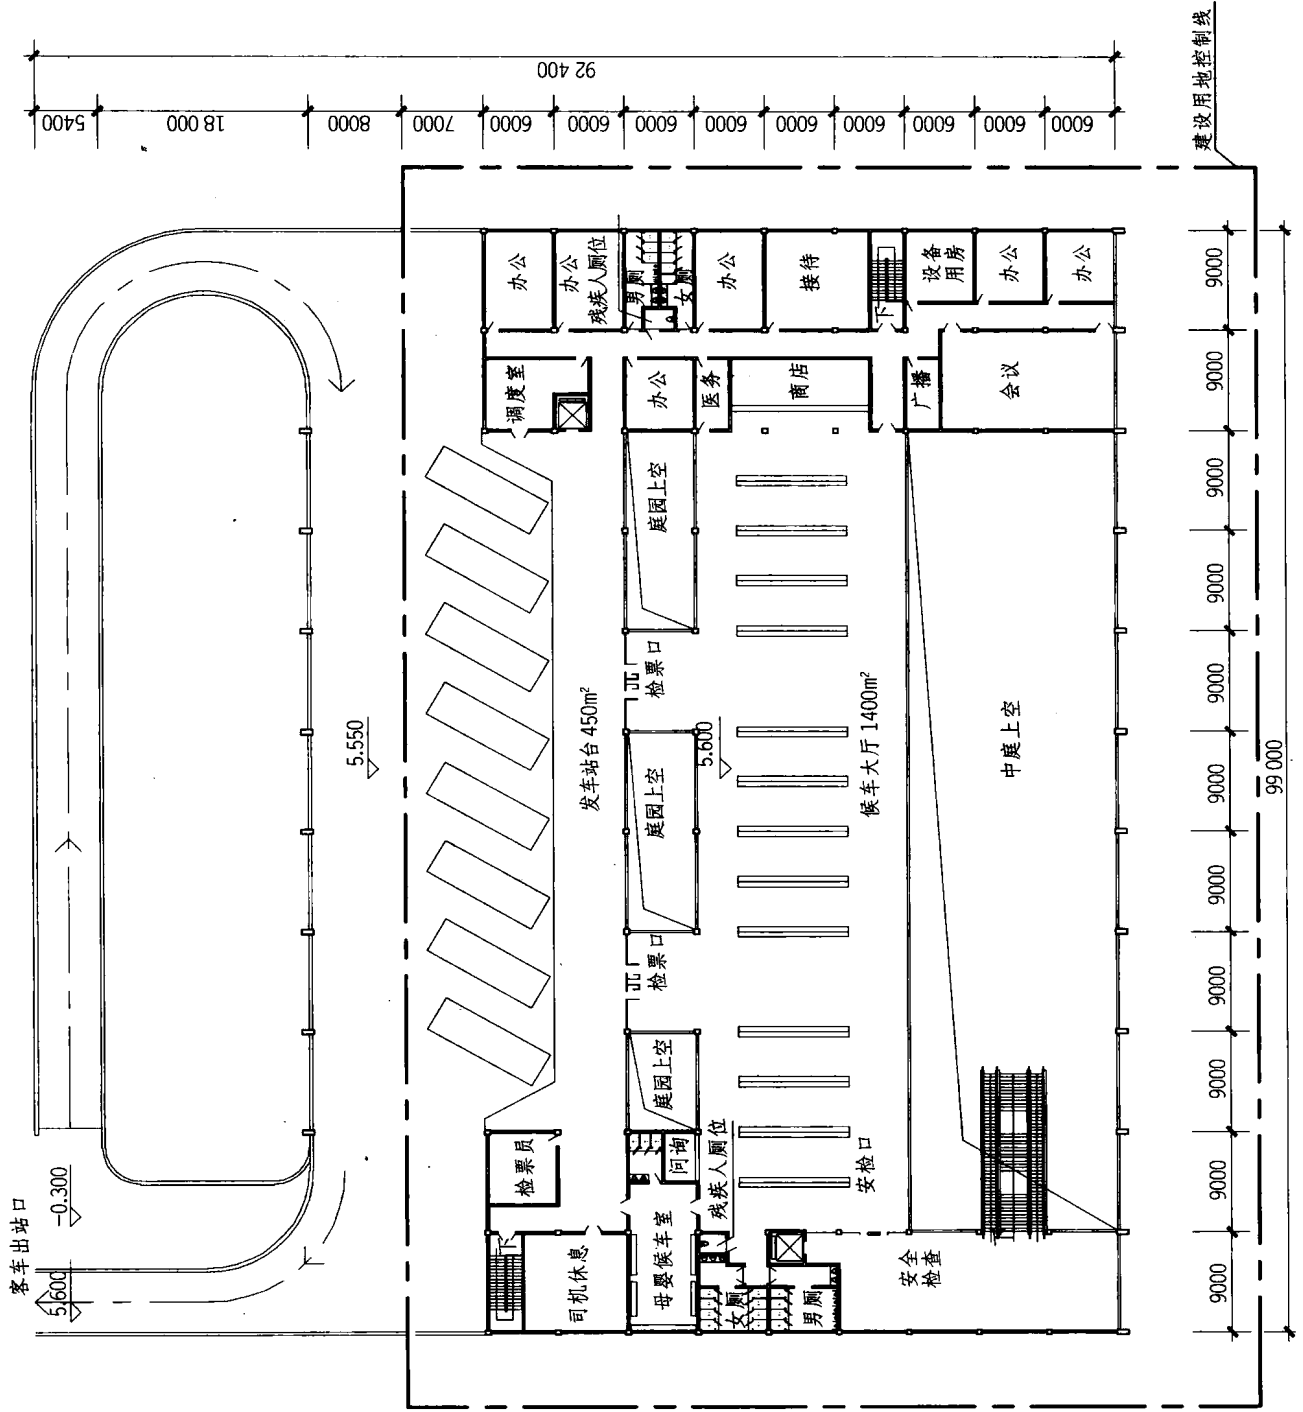 92 400
5400
18 000
8000
7000
6000
6000
6000
6000
6000
6000
6000
6000
6000
建设用地控制线
办公
办公
残疾人厕位
男厕
女厕
办公
接待
下
设备
用房
办公
办公
调度室
办公
医务
商店
广播
会议
庭园上空
检票口
发车站台 450m²
5.550
庭园上空
5.600
候车大厅 1400m²
中庭上空
检票口
庭园上空
检票员
问询
残疾人厕位
安检口
客车出站口
-0.300
5.600
下
司机休息
母婴候车室
女厕
男厕
安全
检查
9000
9000
9000
9000
9000
9000
9000
9000
9000
9000
9000
99 000